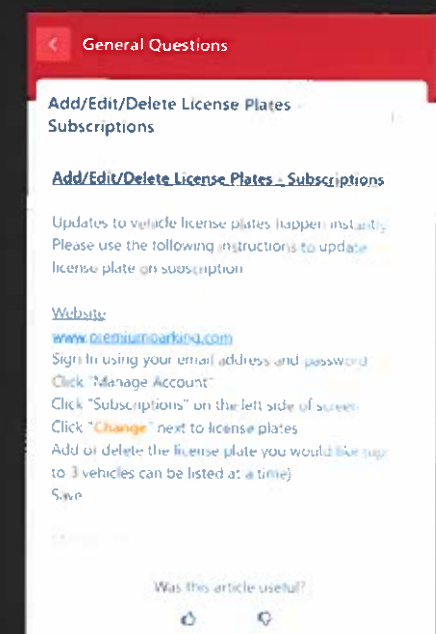 General Questions
Add/Edit/Delete License Plates -
Subscriptions
Add/Edit/Delete License Plates - Subscriptions
Updates to vehicle license plates happen instantly.
Please use the following instructions to update
license plate on subscription
Website
www.premiumparking.com
Sign In using your email address and password
Click "Manage Account"
Click "Subscriptions" on the left side of screen
Click "Change" next to license plates
Add or delete the license plate you would like (up
to 3 vehicles can be listed at a time)
Save
Was this article useful?